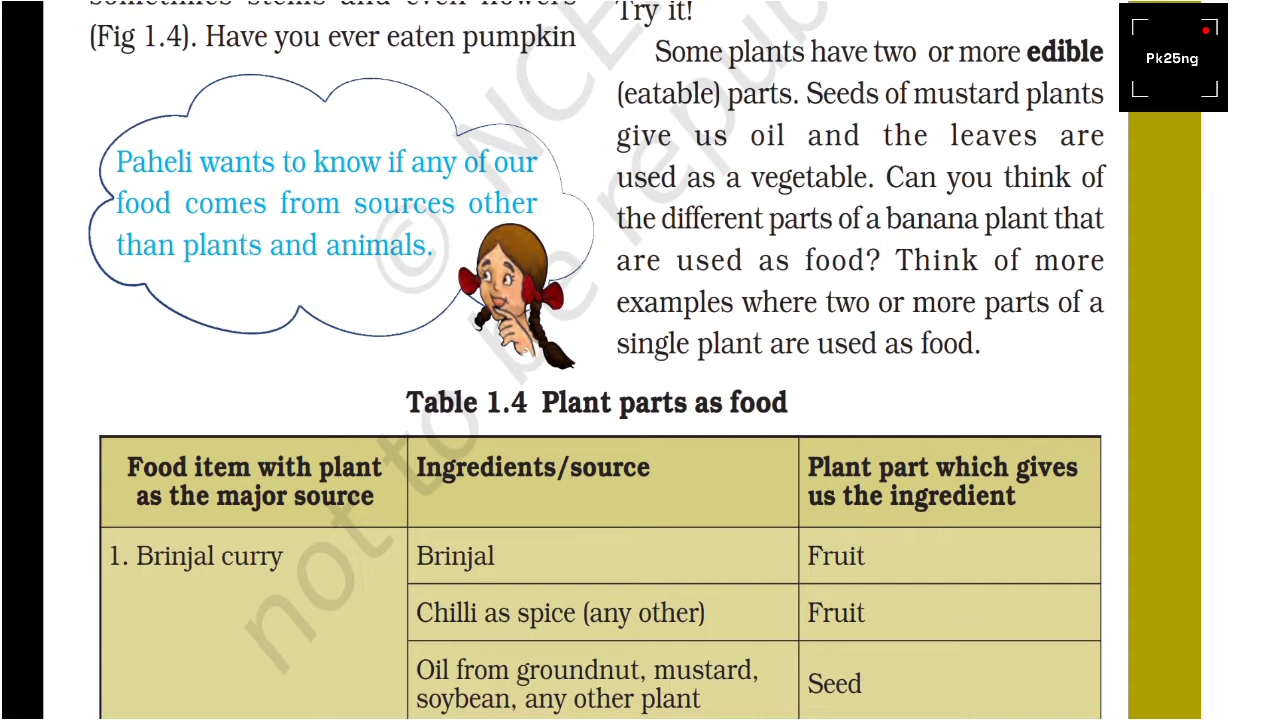 (Fig 1.4). Have you ever eaten pumpkin
Paheli wants to know if any of our
food comes from sources other
than plants and animals.
Try it!
Some plants have two or more edible
(eatable) parts. Seeds of mustard plants
give us oil and the leaves are
used as a vegetable. Can you think of
the different parts of a banana plant that
are used as food? Think of more
examples where two or more parts of a
single plant are used as food.
Pk25ng
Table 1.4 Plant parts as food
Food item with plant
as the major source
Ingredients/source
Plant part which gives
us the ingredient
1. Brinjal curry
Brinjal
Fruit
Chilli as spice (any other)
Fruit
Oil from groundnut, mustard,
soybean, any other plant
Seed
not to be republ
© NCE